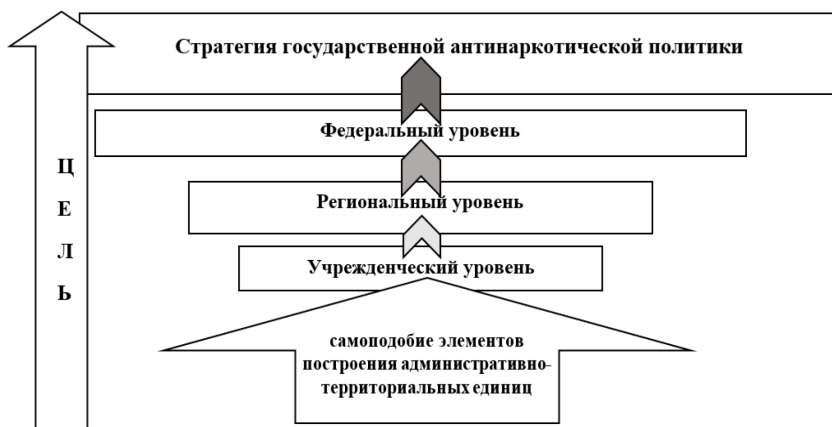 Стратегия государственной антинаркотической политики
Федеральный уровень
Региональный уровень
Учрежденческий уровень
самоподобие элементов
построения административно-
территориальных единиц
Ц
Е
Л
Ь